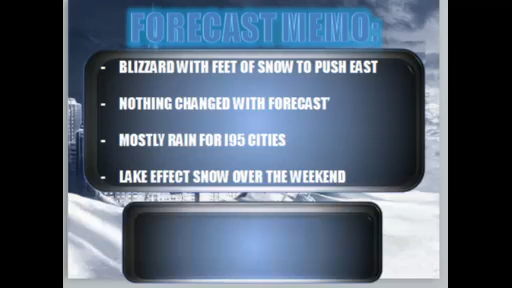 FORECAST MEMO:
- BLIZZARD WITH FEET OF SNOW TO PUSH EAST
- NOTHING CHANGED WITH FORECAST'
- MOSTLY RAIN FOR I95 CITIES
- LAKE EFFECT SNOW OVER THE WEEKEND